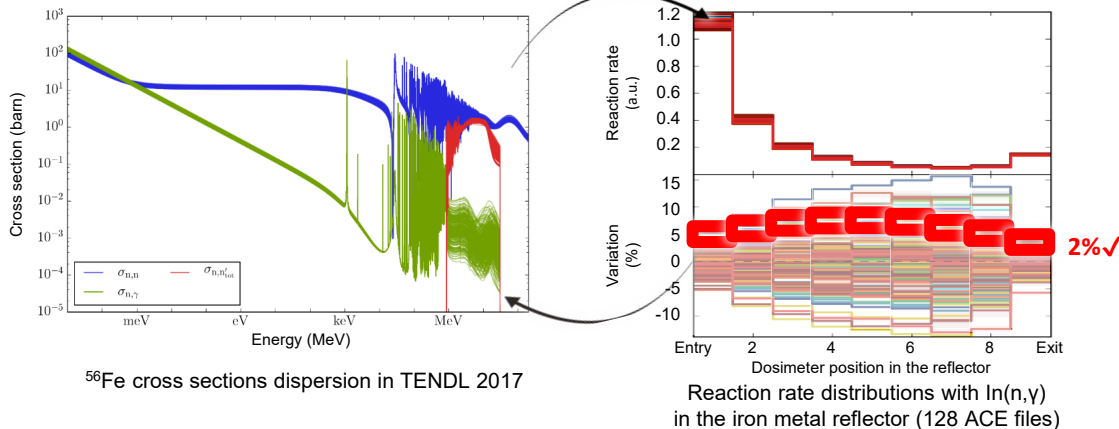 10³
10²
10¹
10⁰
10⁻¹
10⁻²
10⁻³
10⁻⁴
10⁻⁵
Cross section (barn)
σn,n
σn,γ
σn,n′tot
meV
eV
keV
MeV
Energy (MeV)
⁵⁶Fe cross sections dispersion in TENDL 2017
1.2
1.0
0.8
0.6
0.4
0.2
Reaction rate
(a.u.)
15
10
5
0
-5
-10
Variation
(%)
2%✓
Entry
2
4
6
8
Exit
Dosimeter position in the reflector
Reaction rate distributions with In(n,γ)
in the iron metal reflector (128 ACE files)